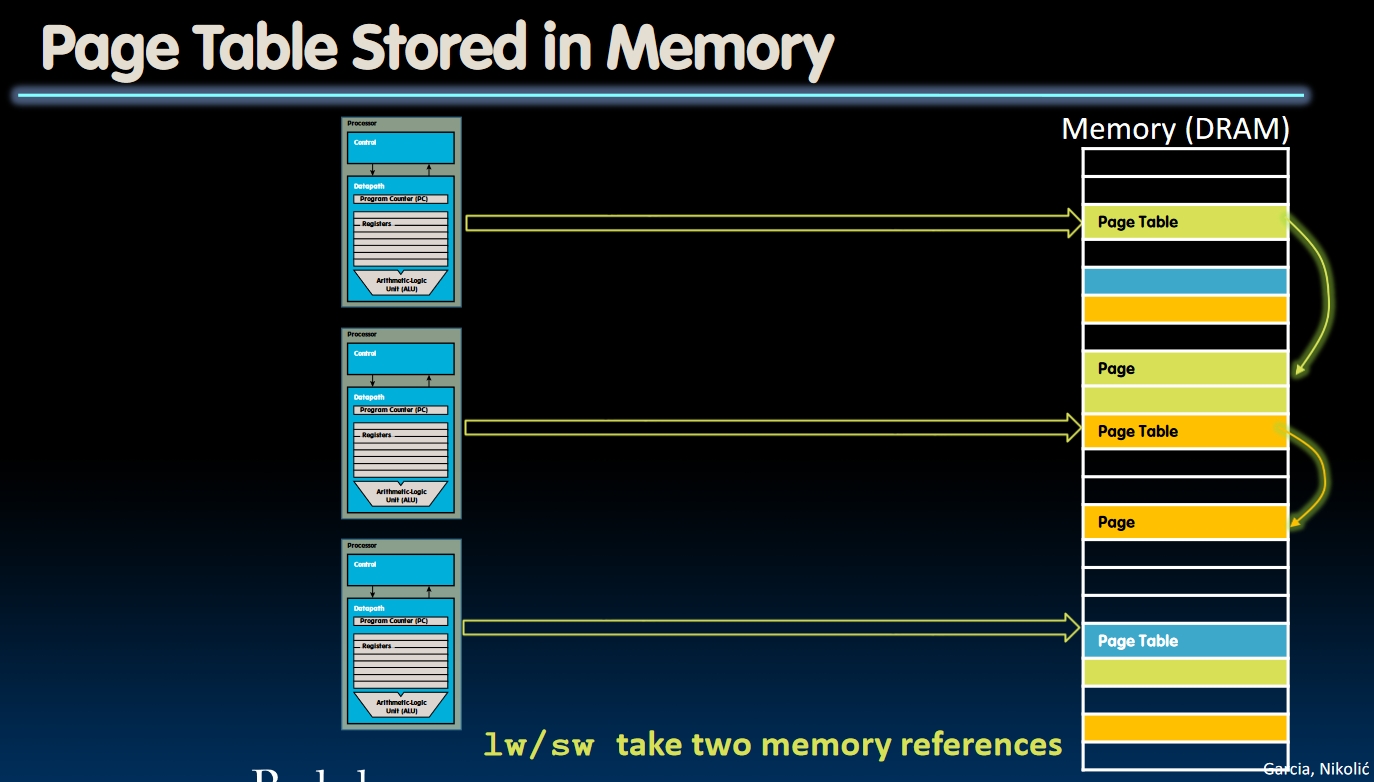 Page Table Stored in Memory
Memory (DRAM)
Processor
Control
Datapath
Program Counter (PC)
Registers
Arithmetic-Logic
Unit (ALU)
Page Table
Page
Processor
Control
Datapath
Program Counter (PC)
Registers
Arithmetic-Logic
Unit (ALU)
Page Table
Page
Processor
Control
Datapath
Program Counter (PC)
Registers
Arithmetic-Logic
Unit (ALU)
Page Table
lw/sw take two memory references
Garcia, Nikolić